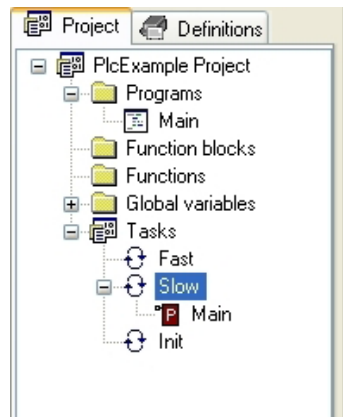 Project Definitions
PlcExample Project
Programs
Main
Function blocks
Functions
Global variables
Tasks
Fast
Slow
P Main
Init